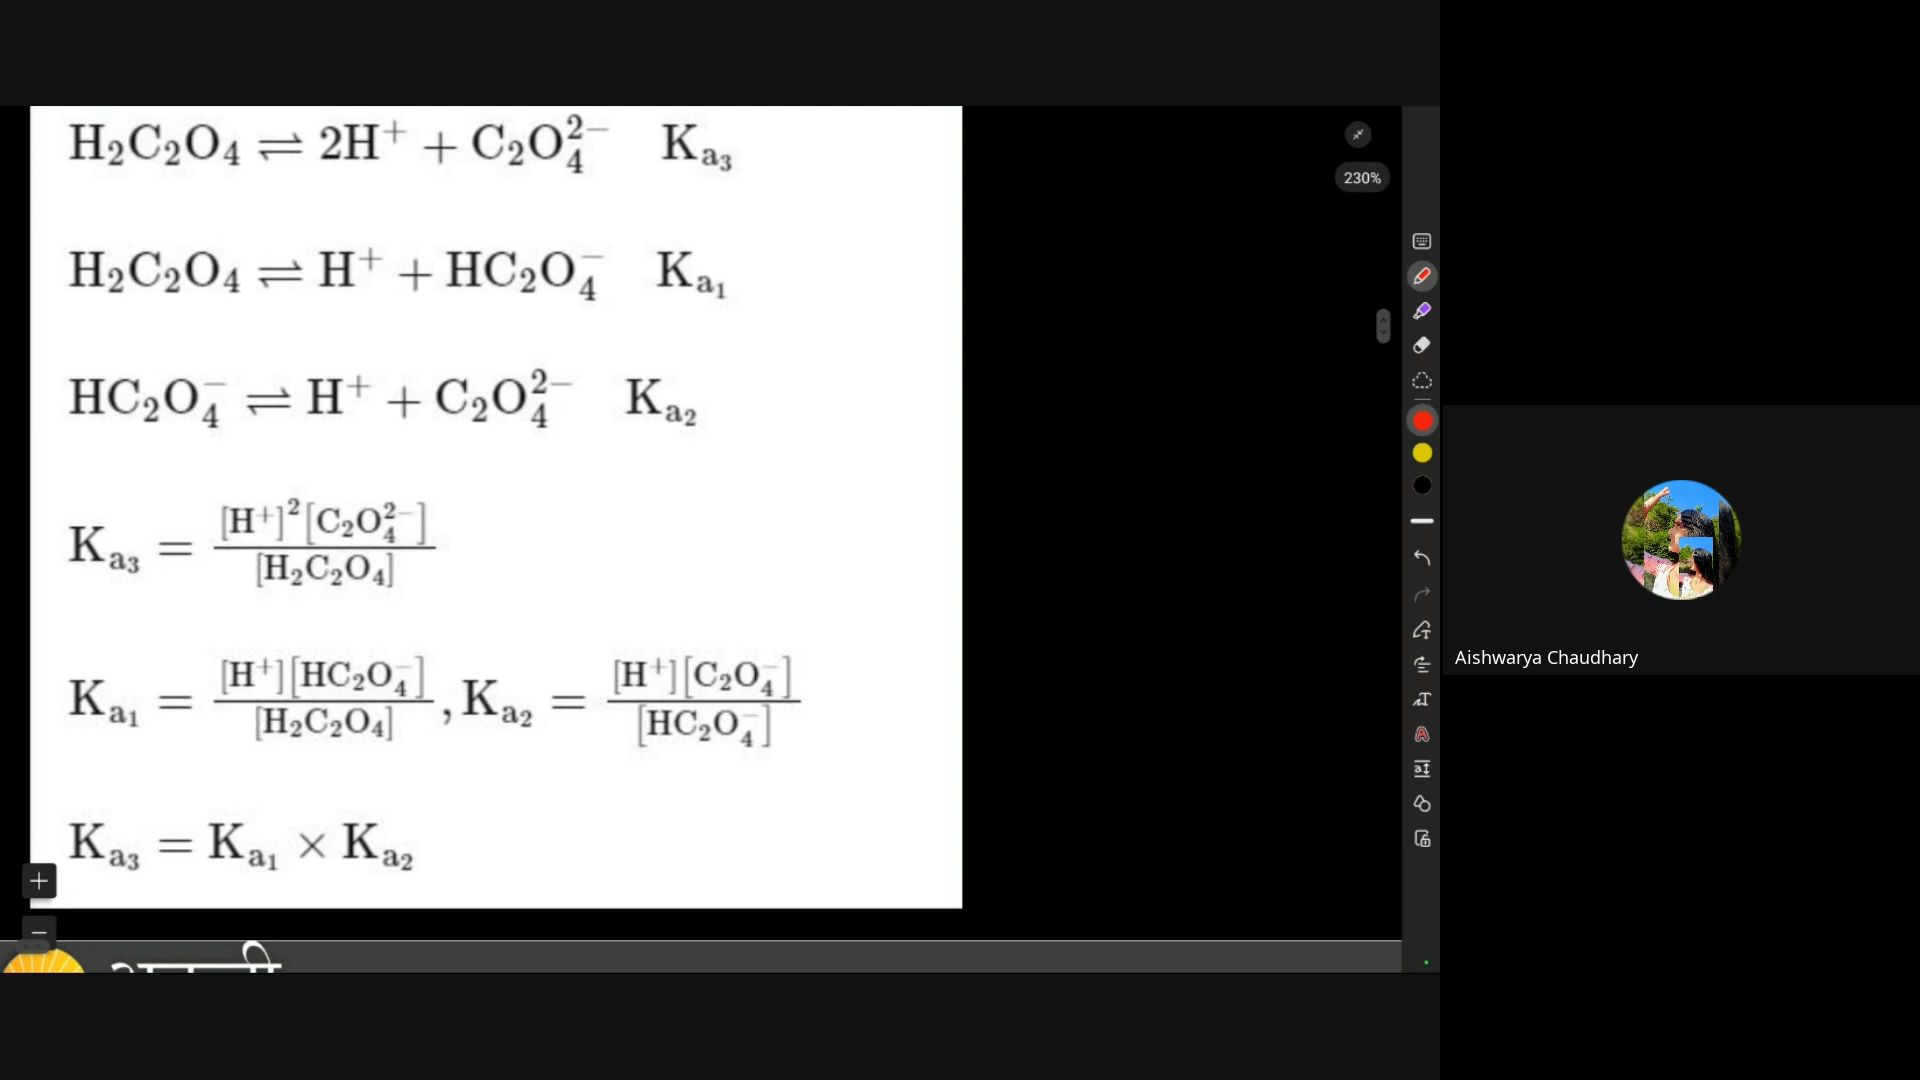 H₂C₂O₄ ⇌ 2H⁺ + C₂O₄²⁻ Kₐ₃
H₂C₂O₄ ⇌ H⁺ + HC₂O₄⁻ Kₐ₁
HC₂O₄⁻ ⇌ H⁺ + C₂O₄²⁻ Kₐ₂
Kₐ₃ = [H⁺]²[C₂O₄²⁻] / [H₂C₂O₄]
Kₐ₁ = [H⁺][HC₂O₄⁻] / [H₂C₂O₄] , Kₐ₂ = [H⁺][C₂O₄⁻] / [HC₂O₄⁻]
Kₐ₃ = Kₐ₁ × Kₐ₂
230%
Aishwarya Chaudhary